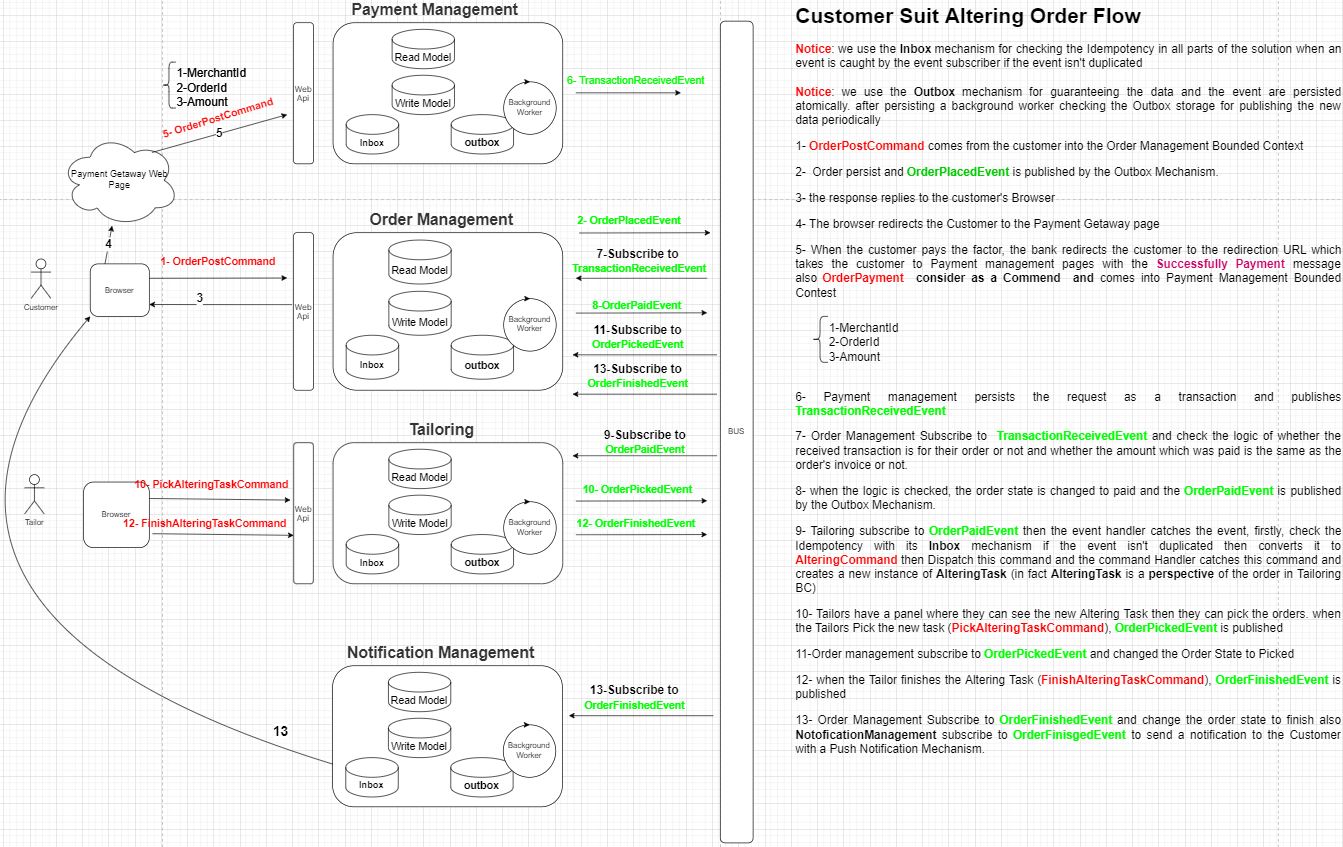 Payment Management
Web
Api
Read Model
Write Model
Background
Worker
Inbox
outbox
6- TransactionReceivedEvent
1-MerchantId
2-OrderId
3-Amount
5- OrderPostCommand
5
Payment Getaway Web
Page
4
Order Management
Web
Api
Read Model
Write Model
Background
Worker
Inbox
outbox
1- OrderPostCommand
3
Browser
Customer
2- OrderPlacedEvent
7-Subscribe to
TransactionReceivedEvent
8-OrderPaidEvent
11-Subscribe to
OrderPickedEvent
13-Subscribe to
OrderFinishedEvent
BUS
Tailoring
Web
Api
Read Model
Write Model
Background
Worker
Inbox
outbox
9-Subscribe to
OrderPaidEvent
10- OrderPickedEvent
12- OrderFinishedEvent
10- PickAlteringTaskCommand
Browser
12- FinishAlteringTaskCommand
Tailor
Notification Management
Read Model
Write Model
Background
Worker
Inbox
outbox
13-Subscribe to
OrderFinishedEvent
13
Customer Suit Altering Order Flow
Notice: we use the Inbox mechanism for checking the Idempotency in all parts of the solution when an
event is caught by the event subscriber if the event isn't duplicated
Notice: we use the Outbox mechanism for guaranteeing the data and the event are persisted
atomically. after persisting a background worker checking the Outbox storage for publishing the new
data periodically
1- OrderPostCommand comes from the customer into the Order Management Bounded Context
2- Order persist and OrderPlacedEvent is published by the Outbox Mechanism.
3- the response replies to the customer's Browser
4- The browser redirects the Customer to the Payment Getaway page
5- When the customer pays the factor, the bank redirects the customer to the redirection URL which
takes the customer to Payment management pages with the Successfully Payment message
also OrderPayment consider as a Commend and comes into Payment Management Bounded
Contest
1-MerchantId
2-OrderId
3-Amount
6- Payment management persists the request as a transaction and publishes
TransactionReceivedEvent
7- Order Management Subscribe to TransactionReceivedEvent and check the logic of whether the
received transaction is for their order or not and whether the amount which was paid is the same as the
order's invoice or not.
8- when the logic is checked, the order state is changed to paid and the OrderPaidEvent is published
by the Outbox Mechanism.
9- Tailoring subscribe to OrderPaidEvent then the event handler catches the event, firstly, check the
Idempotency with its Inbox mechanism if the event isn't duplicated then converts it to
AlteringCommand then Dispatch this command and the command Handler catches this command and
creates a new instance of AlteringTask (in fact AlteringTask is a perspective of the order in Tailoring
BC)
10- Tailors have a panel where they can see the new Altering Task then they can pick the orders. when
the Tailors Pick the new task (PickAlteringTaskCommand), OrderPickedEvent is published
11-Order management subscribe to OrderPickedEvent and changed the Order State to Picked
12- when the Tailor finishes the Altering Task (FinishAlteringTaskCommand), OrderFinishedEvent is
published
13- Order Management Subscribe to OrderFinishedEvent and change the order state to finish also
NotoficationManagement subscribe to OrderFinisgedEvent to send a notification to the Customer
with a Push Notification Mechanism.